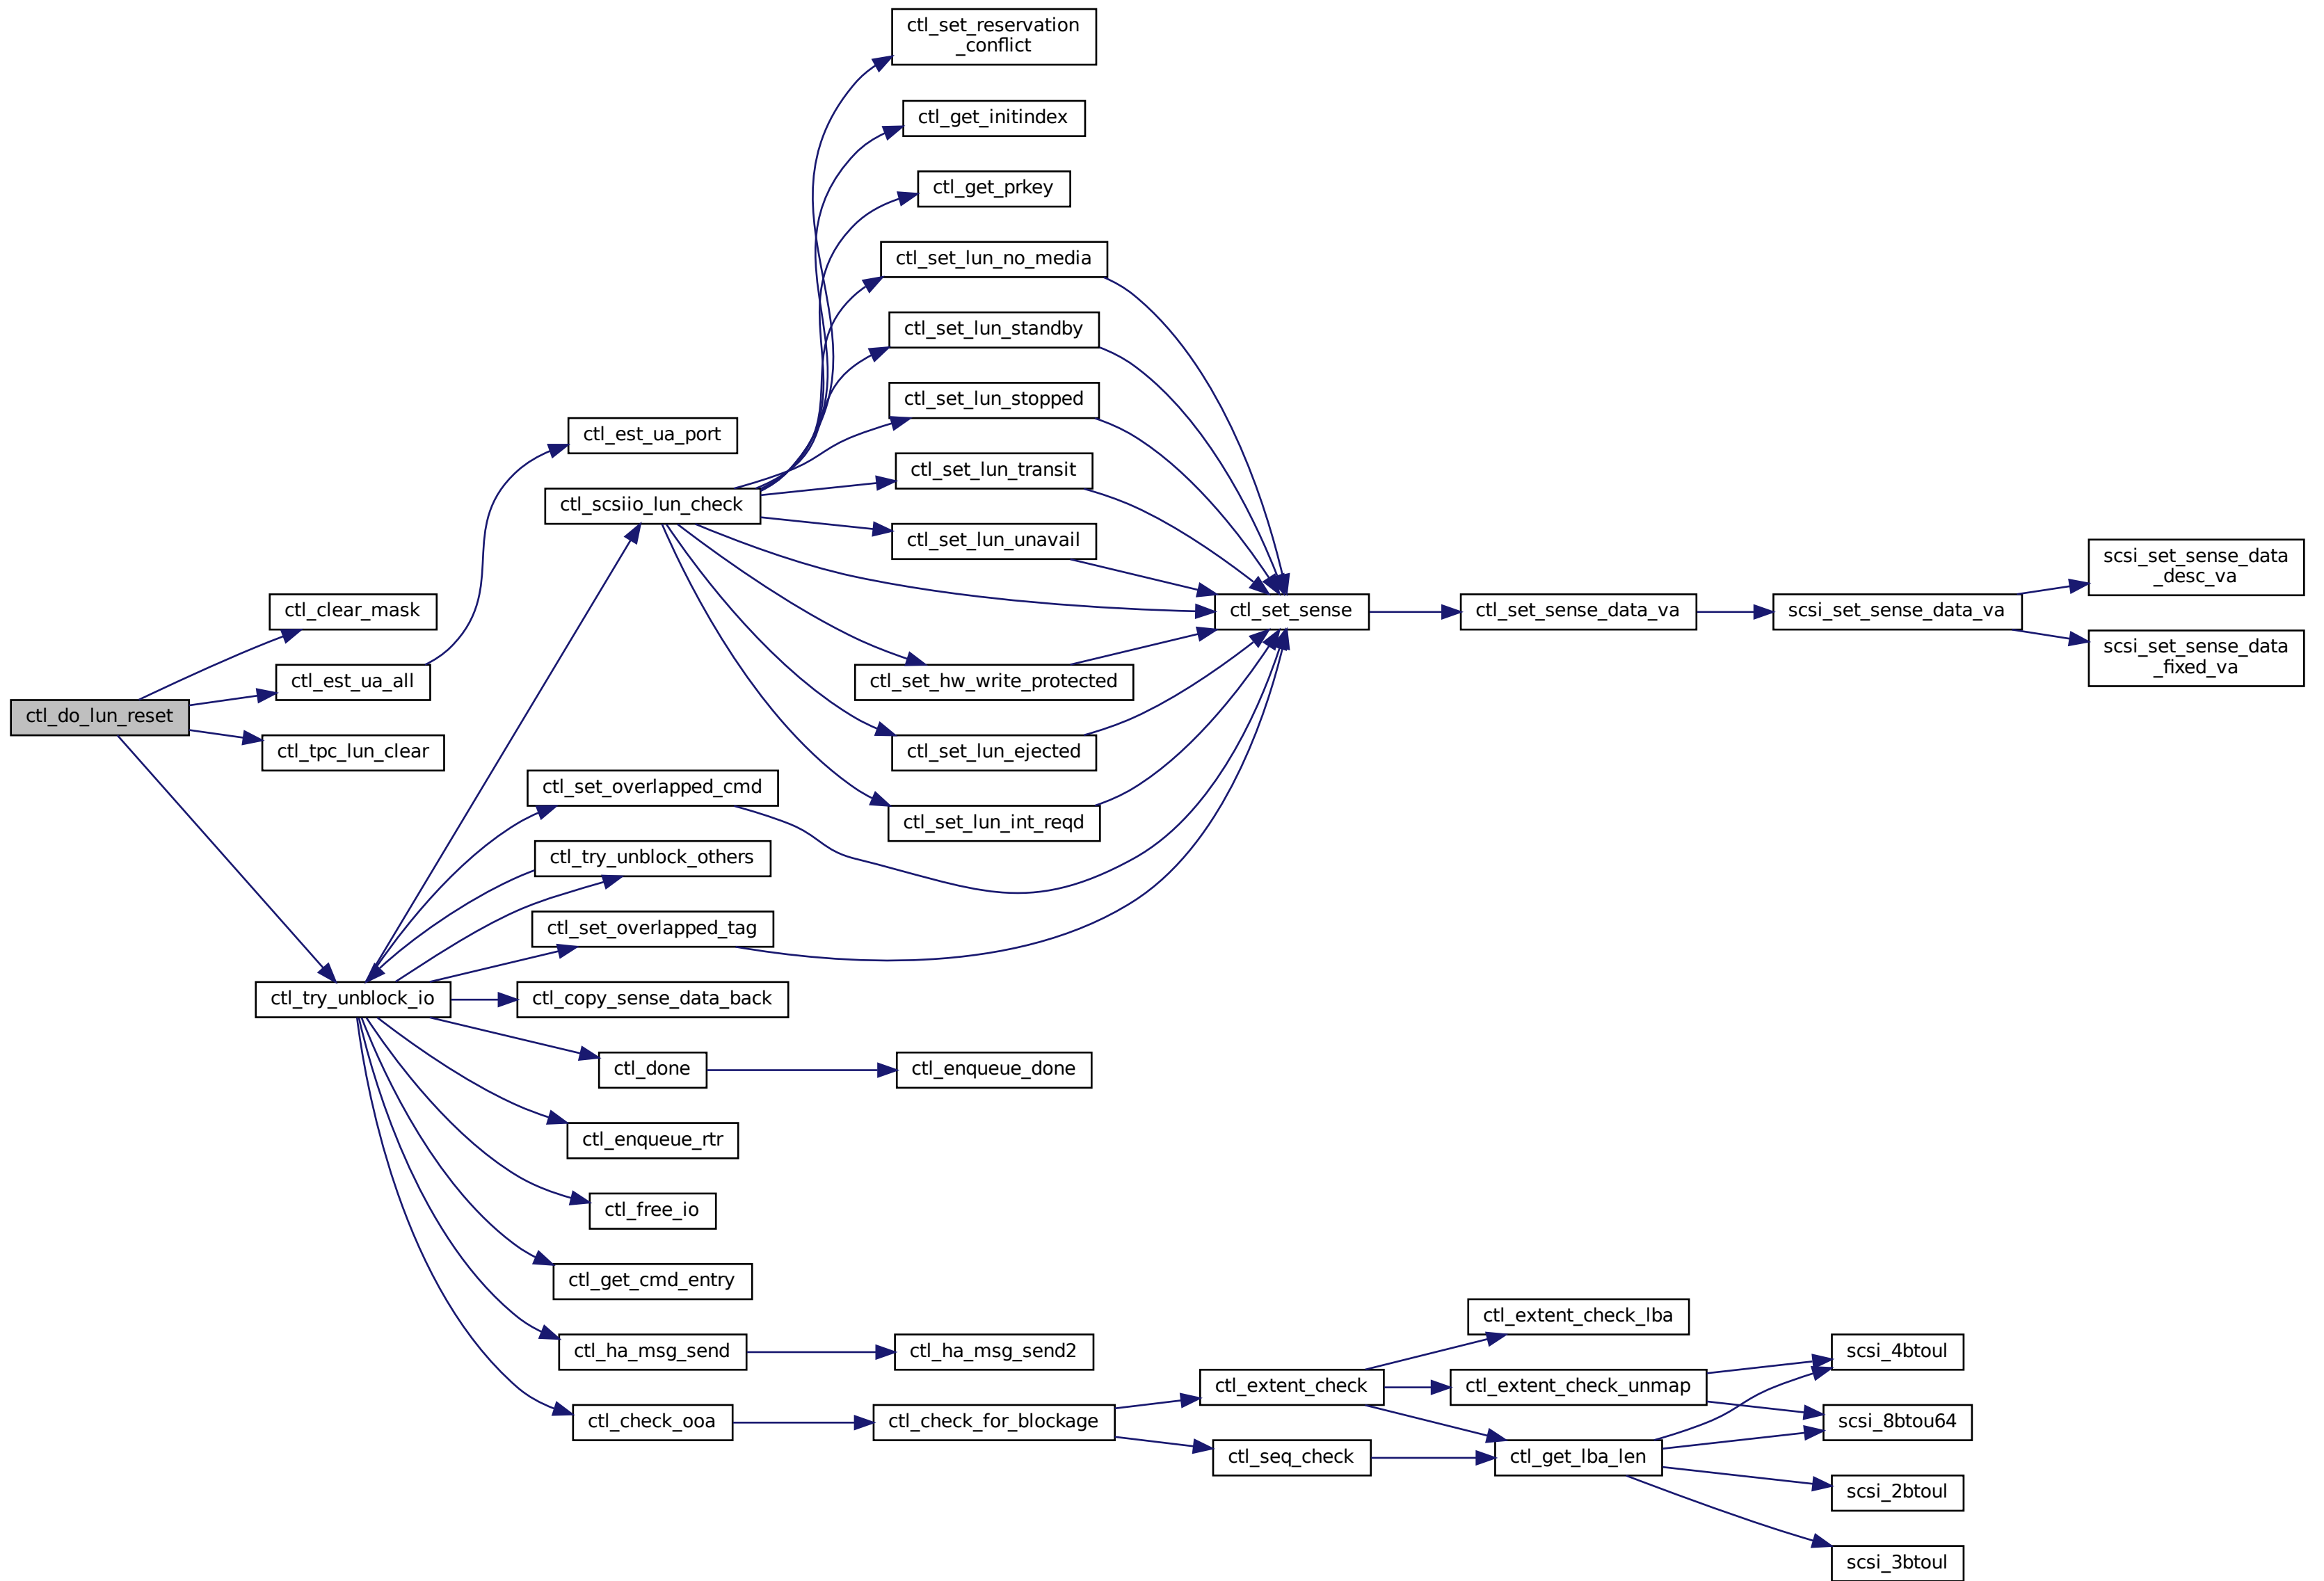 ctl_set_reservation
_conflict
ctl_get_initindex
ctl_get_prkey
ctl_set_lun_no_media
ctl_set_lun_standby
ctl_set_lun_stopped
ctl_est_ua_port
ctl_set_lun_transit
ctl_scsiio_lun_check
ctl_set_lun_unavail
scsi_set_sense_data
_desc_va
ctl_clear_mask
ctl_set_sense
ctl_set_sense_data_va
scsi_set_sense_data_va
scsi_set_sense_data
_fixed_va
ctl_est_ua_all
ctl_set_hw_write_protected
ctl_do_lun_reset
ctl_tpc_lun_clear
ctl_set_lun_ejected
ctl_set_overlapped_cmd
ctl_set_lun_int_reqd
ctl_try_unblock_others
ctl_set_overlapped_tag
ctl_try_unblock_io
ctl_copy_sense_data_back
ctl_done
ctl_enqueue_done
ctl_enqueue_rtr
ctl_free_io
ctl_get_cmd_entry
ctl_extent_check_lba
ctl_ha_msg_send
ctl_ha_msg_send2
scsi_4btoul
ctl_extent_check
ctl_extent_check_unmap
ctl_check_ooa
ctl_check_for_blockage
scsi_8btou64
ctl_seq_check
ctl_get_lba_len
scsi_2btoul
scsi_3btoul